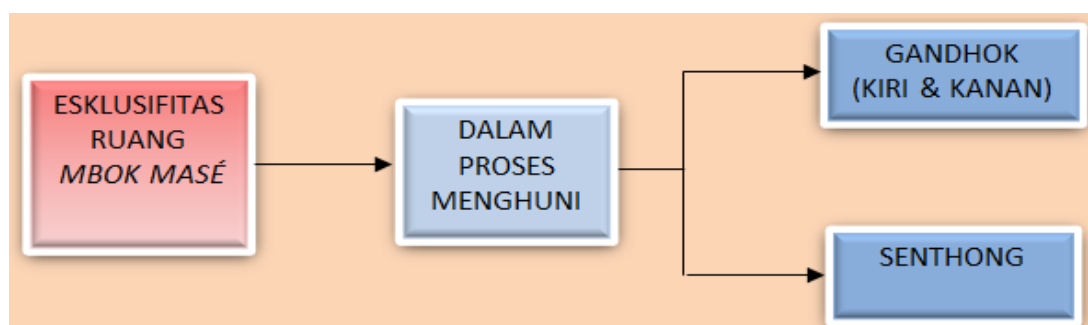 ESKLUSIFITAS
RUANG
MBOK MASÉ
DALAM
PROSES
MENGHUNI
GANDHOK
(KIRI & KANAN)
SENTHONG